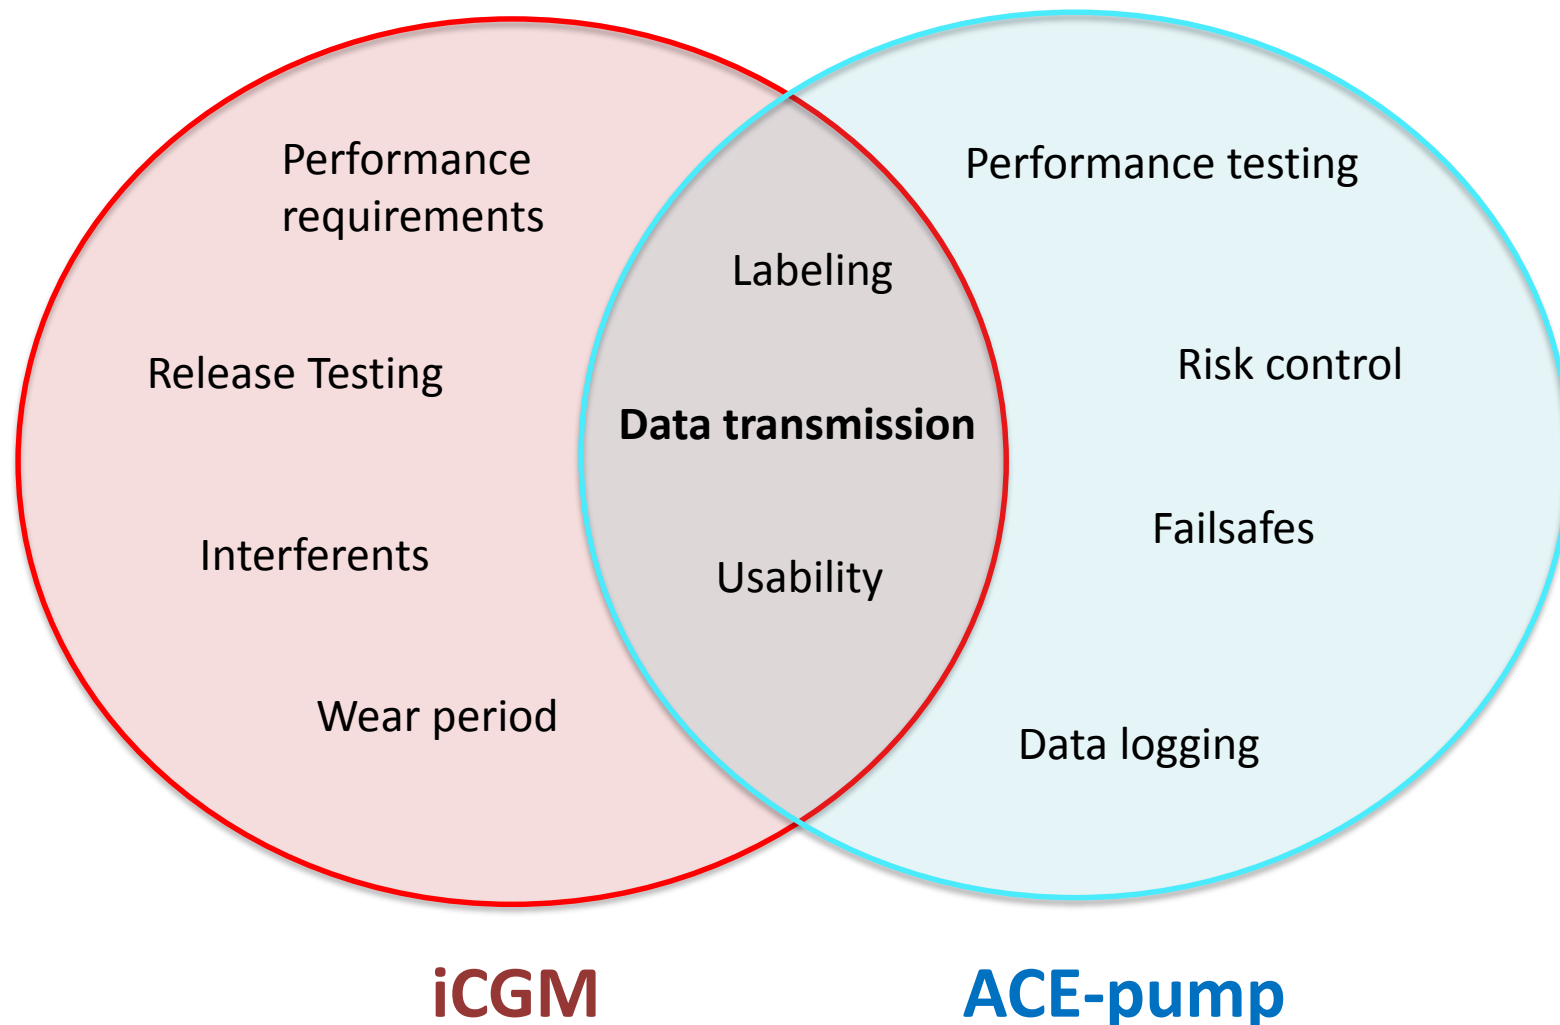 Performance
requirements
Release Testing
Interferents
Wear period
Labeling
Data transmission
Usability
Performance testing
Risk control
Failsafes
Data logging
iCGM
ACE-pump